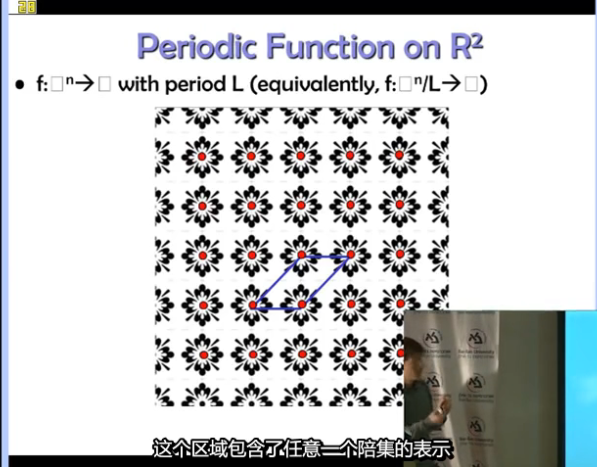 28
Periodic Function on R²
• f:□ⁿ→□ with period L (equivalently, f:□ⁿ/L→□)
这个区域包含了任意一个陪集的表示